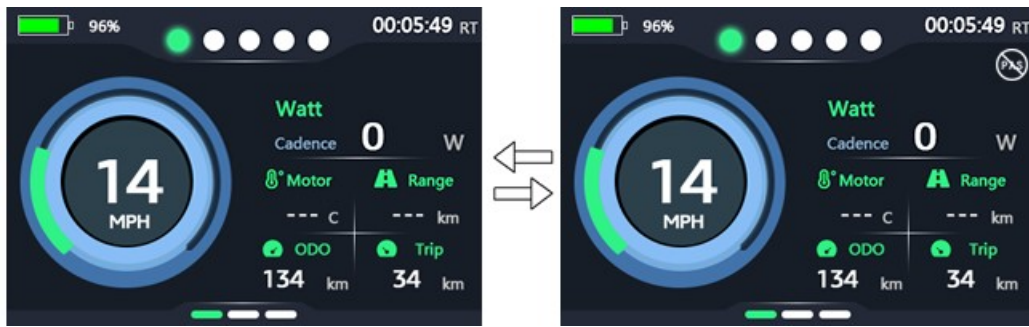 96% 00:05:49 RT
Watt
Cadence 0 W
14
MPH
8° Motor Range
--- C --- km
ODO Trip
134 km 34 km
96% 00:05:49 RT
PAS
Watt
Cadence 0 W
14
MPH
8° Motor Range
--- C --- km
ODO Trip
134 km 34 km